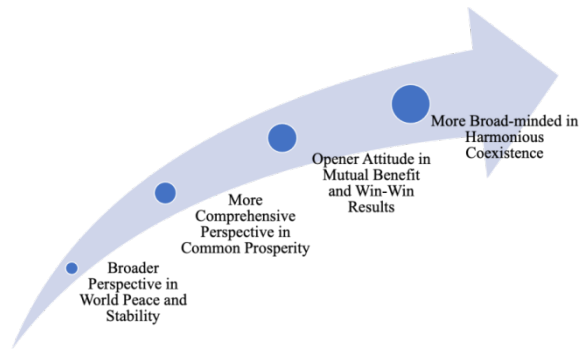 Broader
Perspective in
World Peace and
Stability
More
Comprehensive
Perspective in
Common Prosperity
Opener Attitude in
Mutual Benefit
and Win-Win
Results
More Broad-minded in
Harmonious
Coexistence